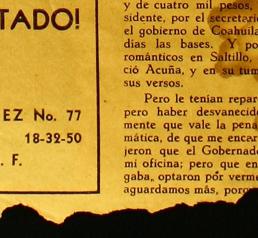 TADO!
EZ No. 77
18-32-50
. F.
y de cuatro mil pesos,
sidente, por el secretario
el gobierno de Coahuila
días las bases. Y po
románticos en Saltillo,
ció Acuña, y en su tum
sus versos.
Pero le tenían repar
pero haber desvanecid
mente que vale la pena
mática, de que me encar
jeron que el Gobernad
mi oficina; pero que en
gaba, optaron pór verme
aguardamos más, porq